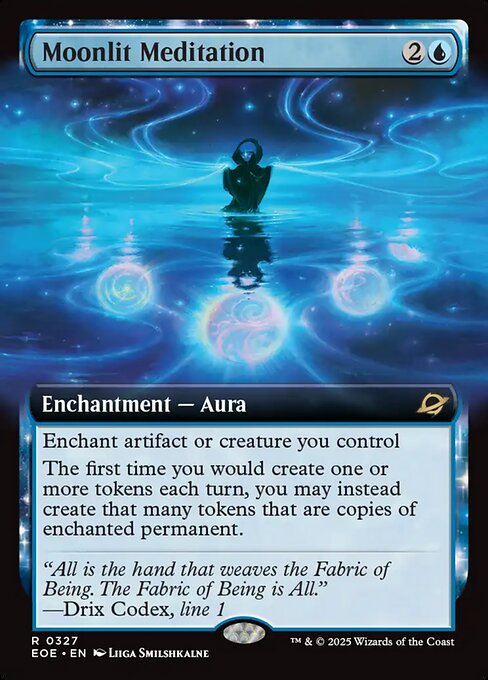 Moonlit Meditation 2
Enchantment — Aura
Enchant artifact or creature you control
The first time you would create one or
more tokens each turn, you may instead
create that many tokens that are copies of
enchanted permanent.
“All is the hand that weaves the Fabric of
Being. The Fabric of Being is All.”
—Drix Codex, line 1
R 0327
EOE • EN LIIGA SMILSHKALNE
™ & © 2025 Wizards of the Coast